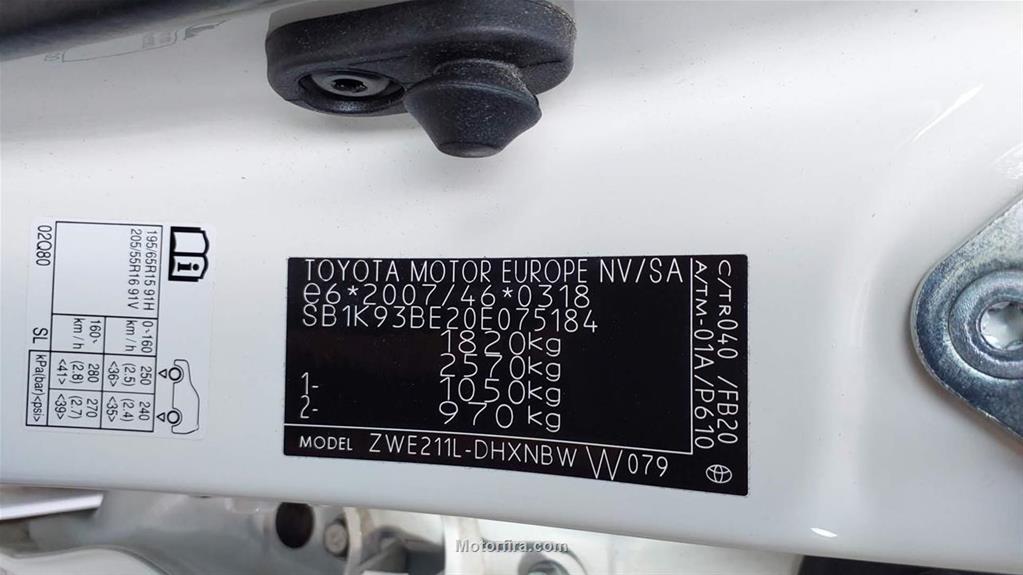 TOYOTA MOTOR EUROPE NV/SA
e6*2007/46*0318
SB1K93BE20E075184
1820kg
2570kg
1- 1050kg
2- 970kg
MODEL ZWE211L-DHXNBW W079
C/TR040 /FB20
A/TM-01A /P610
195/65R15 91H
205/55R16 91V
0~160 km/h
250 (2.5) <36>
240 (2.4) <35>
160~ km/h
280 (2.8) <41>
270 (2.7) <39>
02Q80
SL
kPa(bar)<psi>
Motorfira.com